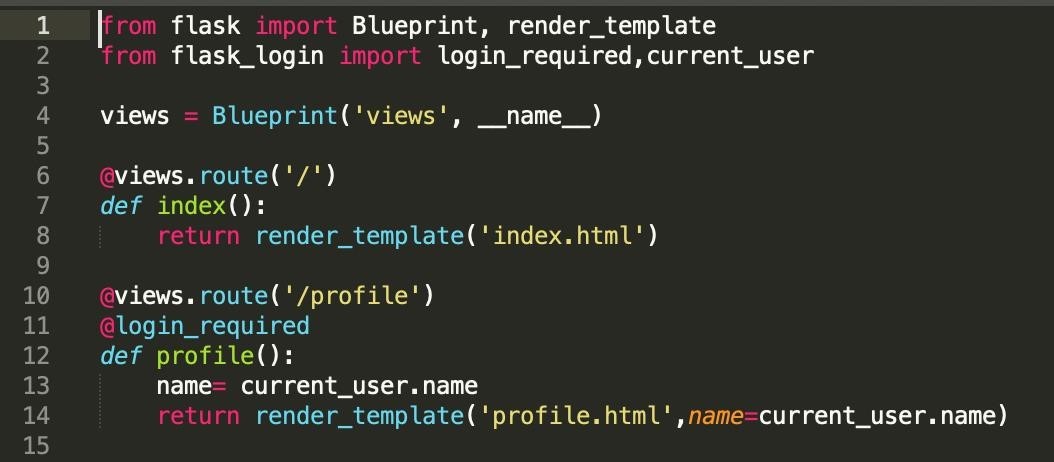 1 from flask import Blueprint, render_template
2 from flask_login import login_required,current_user
3
4 views = Blueprint('views', __name__)
5
6 @views.route('/')
7 def index():
8     return render_template('index.html')
9
10 @views.route('/profile')
11 @login_required
12 def profile():
13     name= current_user.name
14     return render_template('profile.html',name=current_user.name)
15